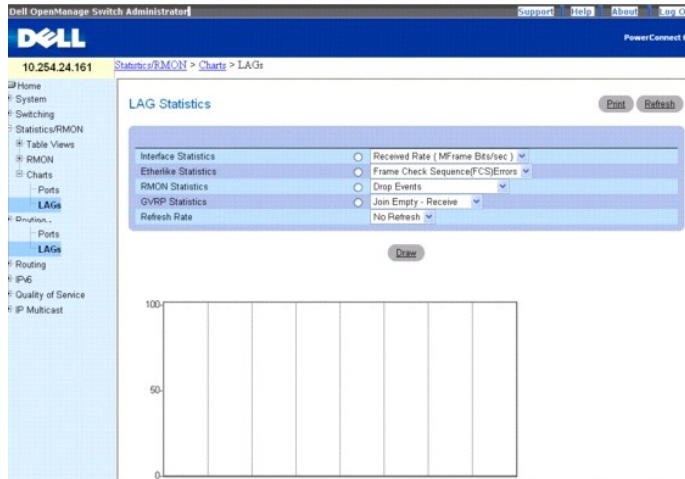 Dell OpenManage Switch Administrator
Support Help About Log O
DELL
PowerConnect
10.254.24.161
Statistics/RMON > Charts > LAGs
Home
System
Switching
Statistics/RMON
Table Views
RMON
Charts
Ports
LAGs
Ports
LAGs
Routing
IPv6
Quality of Service
IP Multicast
LAG Statistics
Print Refresh
Interface Statistics Received Rate ( MFrame Bits/sec )
Etherlike Statistics Frame Check Sequence(FCS)Errors
RMON Statistics Drop Events
GVRP Statistics Join Empty - Receive
Refresh Rate No Refresh
Draw
100
50
0